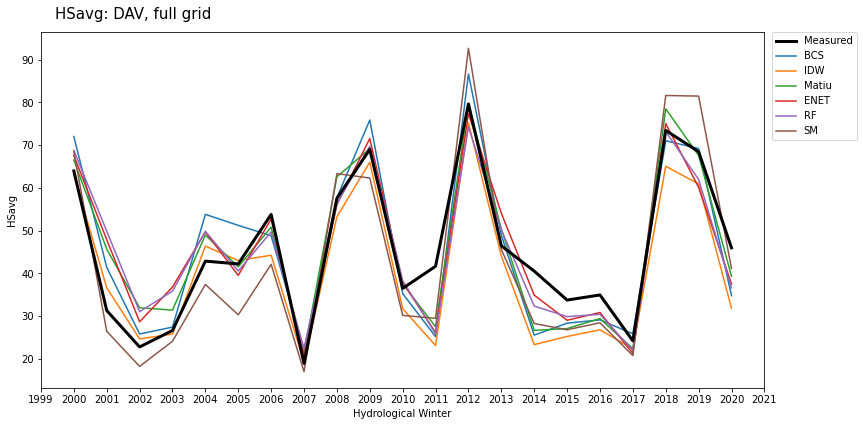 HSavg: DAV, full grid
Measured
BCS
IDW
Matiu
ENET
RF
SM
HSavg
90
80
70
60
50
40
30
20
1999 2000 2001 2002 2003 2004 2005 2006 2007 2008 2009 2010 2011 2012 2013 2014 2015 2016 2017 2018 2019 2020 2021
Hydrological Winter